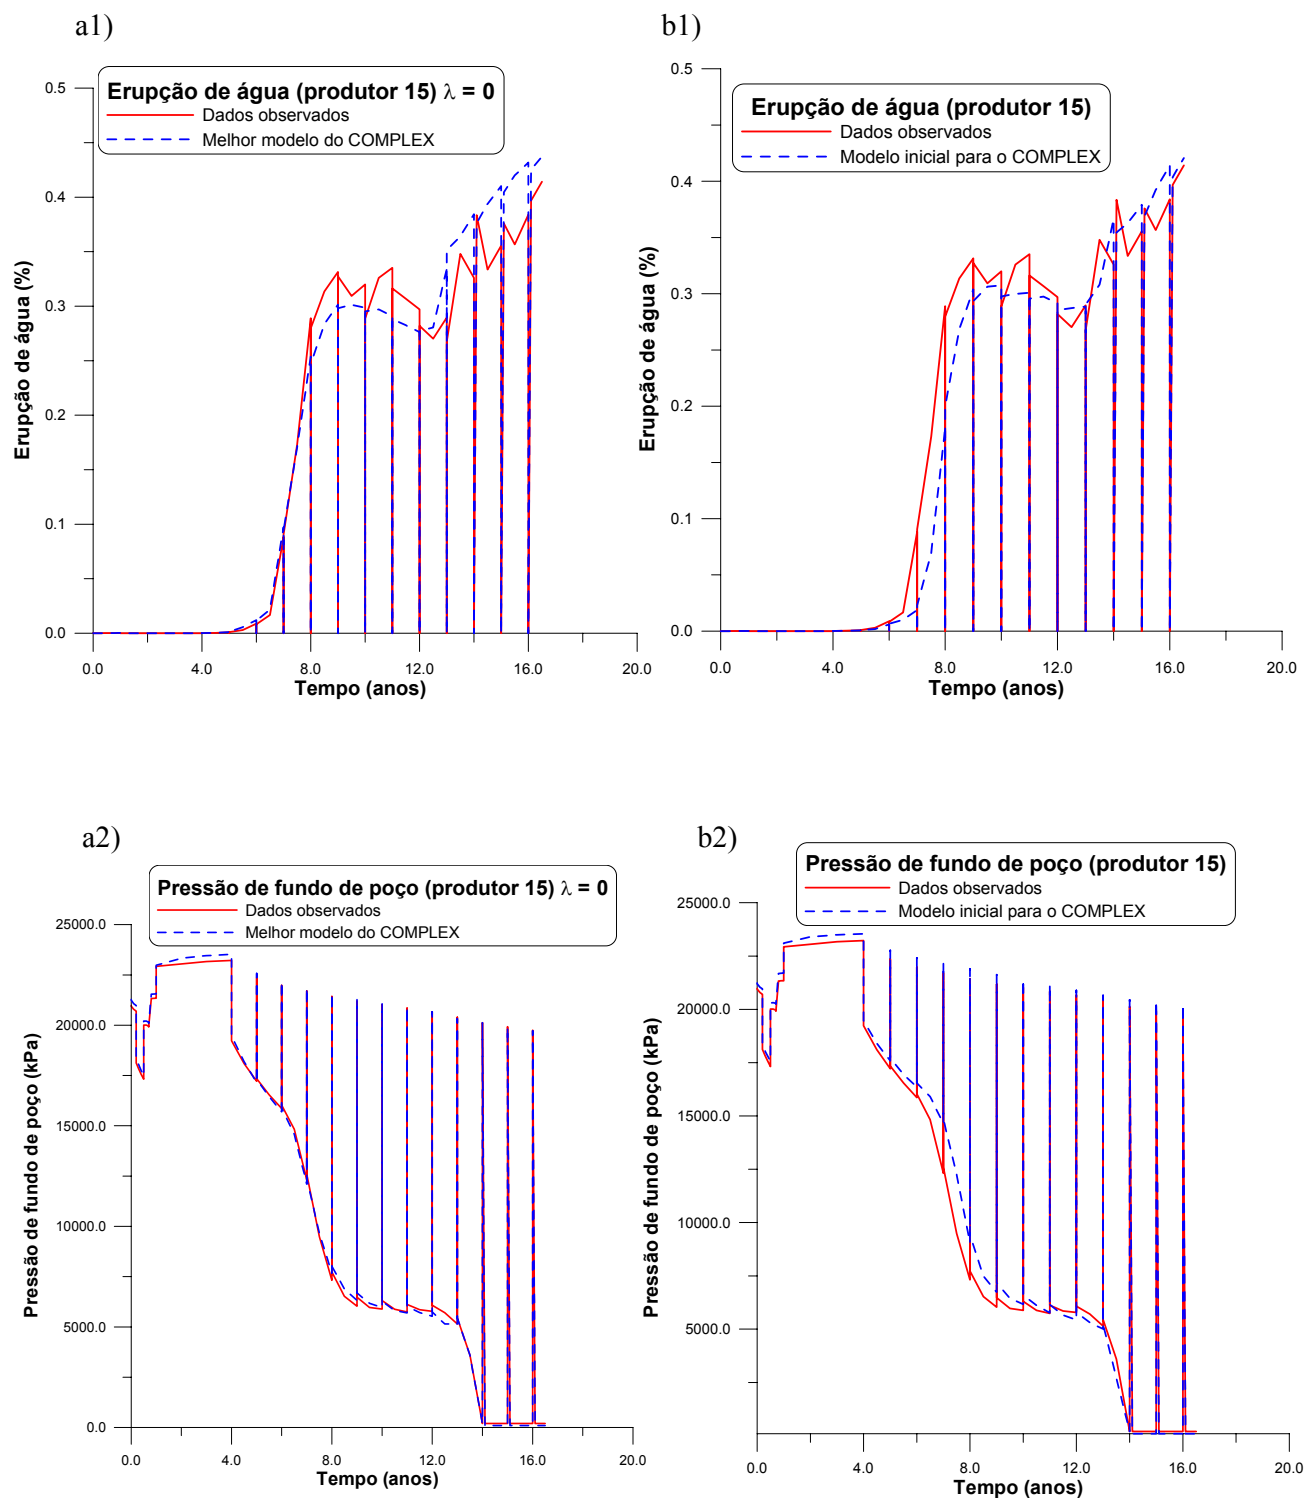 a1)
Erupção de água (produtor 15) λ = 0
Dados observados
Melhor modelo do COMPLEX
Erupção de água (%)
0.5
0.4
0.3
0.2
0.1
0.0
0.0 4.0 8.0 12.0 16.0 20.0
Tempo (anos)
b1)
Erupção de água (produtor 15)
Dados observados
Modelo inicial para o COMPLEX
Erupção de água (%)
0.5
0.4
0.3
0.2
0.1
0.0
0.0 4.0 8.0 12.0 16.0 20.0
Tempo (anos)
a2)
Pressão de fundo de poço (produtor 15) λ = 0
Dados observados
Melhor modelo do COMPLEX
Pressão de fundo de poço (kPa)
25000.0
20000.0
15000.0
10000.0
5000.0
0.0
0.0 4.0 8.0 12.0 16.0 20.0
Tempo (anos)
b2)
Pressão de fundo de poço (produtor 15)
Dados observados
Modelo inicial para o COMPLEX
Pressão de fundo de poço (kPa)
25000.0
20000.0
15000.0
10000.0
5000.0
0.0 4.0 8.0 12.0 16.0 20.0
Tempo (anos)